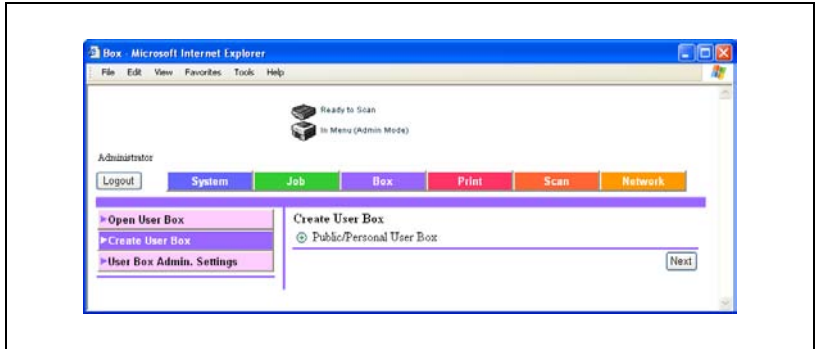 Box - Microsoft Internet Explorer
File Edit View Favorites Tools Help
Ready to Scan
In Menu (Admin Mode)
Administrator
Logout System Job Box Print Scan Network
Open User Box
Create User Box
User Box Admin. Settings
Create User Box
Public/Personal User Box
Next